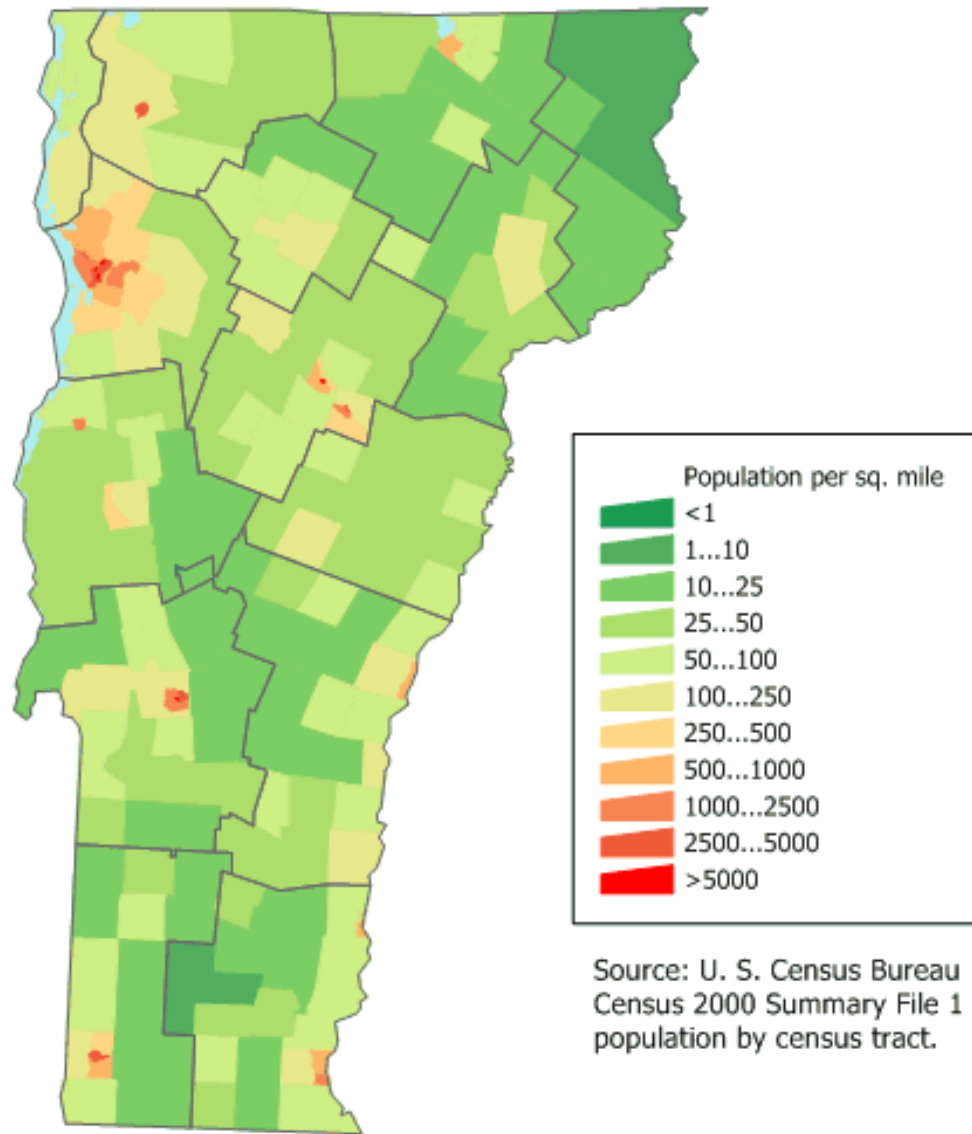 Population per sq. mile
<1
1...10
10...25
25...50
50...100
100...250
250...500
500...1000
1000...2500
2500...5000
>5000
Source: U. S. Census Bureau
Census 2000 Summary File 1
population by census tract.